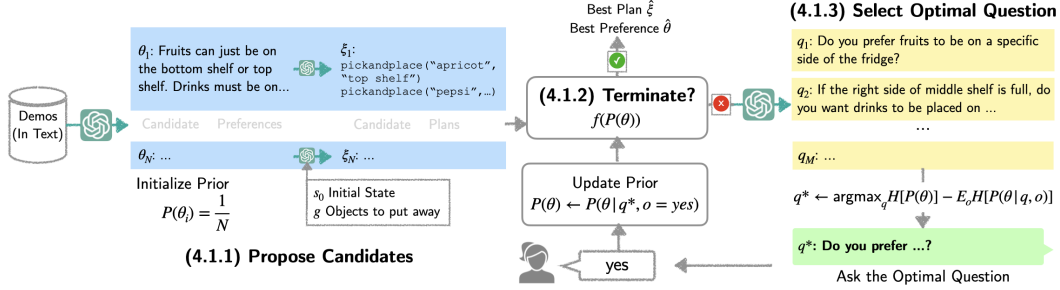 Demos
(In Text)
θ₁: Fruits can just be on
the bottom shelf or top
shelf. Drinks must be on...
ξ₁:
pickandplace(“apricot”,
“top shelf”)
pickandplace(“pepsi”,…)
Candidate Preferences
Candidate Plans
θ_N: ...
ξ_N: ...
Initialize Prior
P(θᵢ) = 1/N
s₀ Initial State
g Objects to put away
(4.1.1) Propose Candidates
Best Plan ξ̂
Best Preference θ̂
(4.1.2) Terminate?
f(P(θ))
Update Prior
P(θ) ← P(θ | q*, o = yes)
yes
(4.1.3) Select Optimal Question
q₁: Do you prefer fruits to be on a specific
side of the fridge?
q₂: If the right side of middle shelf is full, do
you want drinks to be placed on ...
...
q_M: ...
q* ← argmax_q H[P(θ)] − E_o H[P(θ | q, o)]
q*: Do you prefer ...?
Ask the Optimal Question